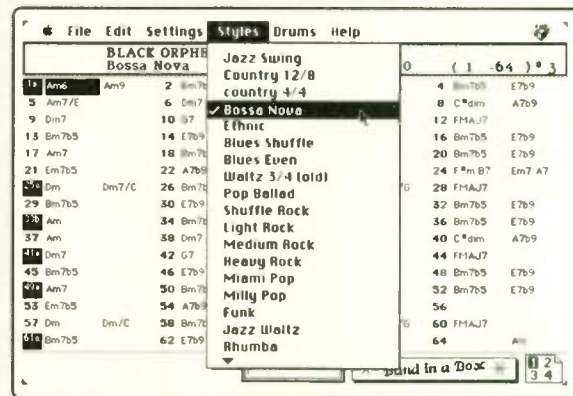 File Edit Settings Styles Drums Help
BLACK ORPHE
Bossa Nova 0 ( 1 -64 )* 3
Jazz Swing
Country 12/8
country 4/4
✓ Bossa Nova
Ethnic
Blues Shuffle
Blues Even
Waltz 3/4 (old)
Pop Ballad
Shuffle Rock
Light Rock
Medium Rock
Heavy Rock
Miami Pop
Milly Pop
Funk
Jazz Waltz
Rhumba
1a Am6 Am9 2 Bm7b 4 Bm7b5 E7b9
5 Am7/E 6 Dm7 8 C#dim A7b9
9 Dm7 10 G7 12 FMAJ7
13 Bm7b5 14 E7b9 16 Bm7b5 E7b9
17 Am7 18 Bm7b 20 Bm7b5 E7b9
21 Em7b5 22 A7b9 24 F#m B7 Em7 A7
25a Dm Dm7/C 26 Bm7b /G 28 FMAJ7
29 Bm7b5 30 E7b9 32 Bm7b5 E7b9
33b Am 34 Bm7b 36 Bm7b5 E7b9
37 Am 38 Dm7 40 C#dim A7b9
41a Dm7 42 G7 44 FMAJ7
45 Bm7b5 46 E7b9 48 Bm7b5 E7b9
49a Am7 50 Bm7b 52 Bm7b5 E7b9
53 Em7b5 54 A7b9 56
57 Dm Dm/C 58 Bm7b /G 60 FMAJ7
61a Bm7b5 62 E7b9 64
Band in a Box
1 2
3 4